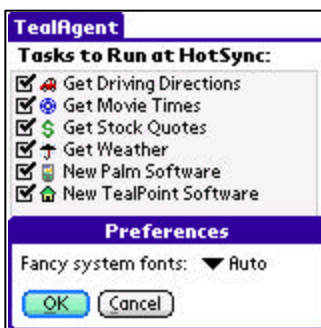 TealAgent
Tasks to Run at HotSync:
Get Driving Directions
Get Movie Times
Get Stock Quotes
Get Weather
New Palm Software
New TealPoint Software
Preferences
Fancy system fonts: Auto
OK Cancel